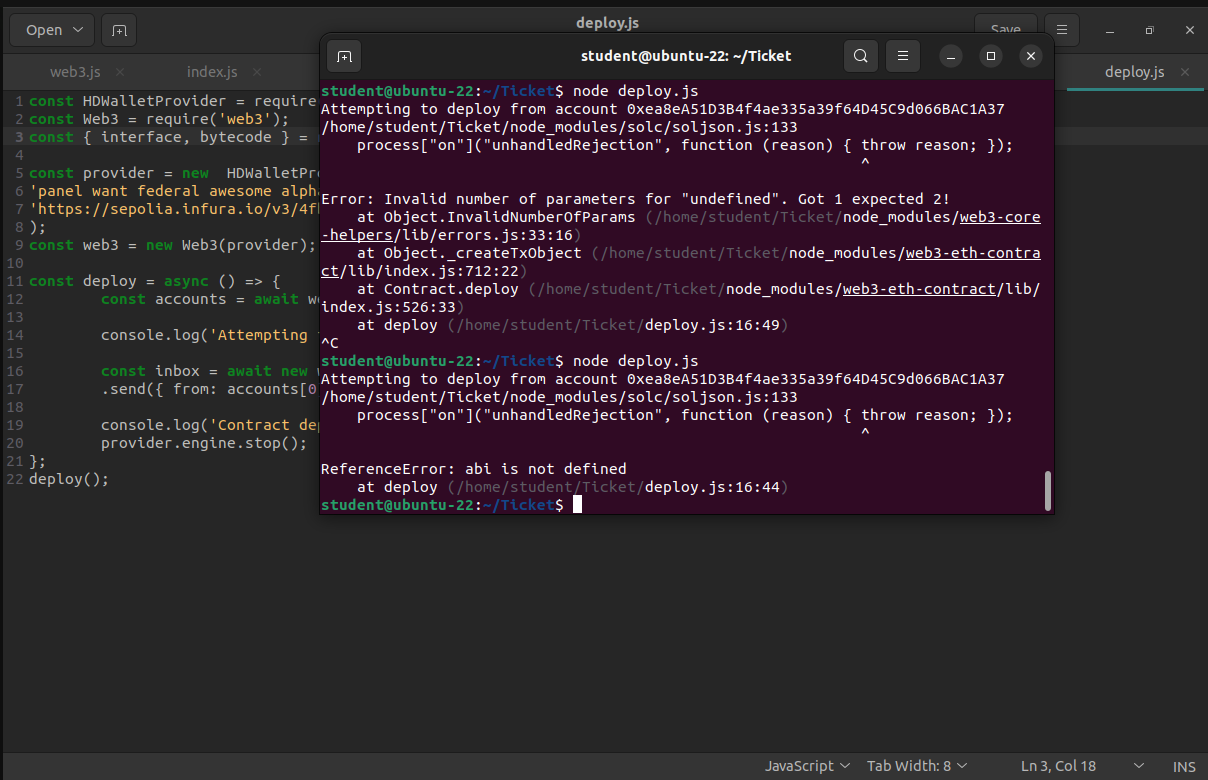 Open
deploy.js
Save
web3.js
index.js
deploy.js
1 const HDWalletProvider = require
2 const Web3 = require('web3');
3 const { interface, bytecode } =
4
5 const provider = new  HDWalletPr
6 'panel want federal awesome alph
7 'https://sepolia.infura.io/v3/4f
8 );
9 const web3 = new Web3(provider);
10
11 const deploy = async () => {
12         const accounts = await w
13
14         console.log('Attempting
15
16         const inbox = await new
17         .send({ from: accounts[0
18
19         console.log('Contract de
20         provider.engine.stop();
21 };
22 deploy();
student@ubuntu-22: ~/Ticket
student@ubuntu-22:~/Ticket$ node deploy.js
Attempting to deploy from account 0xea8eA51D3B4f4ae335a39f64D45C9d066BAC1A37
/home/student/Ticket/node_modules/solc/soljson.js:133
    process["on"]("unhandledRejection", function (reason) { throw reason; });
                                                            ^
Error: Invalid number of parameters for "undefined". Got 1 expected 2!
    at Object.InvalidNumberOfParams (/home/student/Ticket/node_modules/web3-core
-helpers/lib/errors.js:33:16)
    at Object._createTxObject (/home/student/Ticket/node_modules/web3-eth-contra
ct/lib/index.js:712:22)
    at Contract.deploy (/home/student/Ticket/node_modules/web3-eth-contract/lib/
index.js:526:33)
    at deploy (/home/student/Ticket/deploy.js:16:49)
^C
student@ubuntu-22:~/Ticket$ node deploy.js
Attempting to deploy from account 0xea8eA51D3B4f4ae335a39f64D45C9d066BAC1A37
/home/student/Ticket/node_modules/solc/soljson.js:133
    process["on"]("unhandledRejection", function (reason) { throw reason; });
                                                            ^
ReferenceError: abi is not defined
    at deploy (/home/student/Ticket/deploy.js:16:44)
student@ubuntu-22:~/Ticket$
JavaScript
Tab Width: 8
Ln 3, Col 18
INS